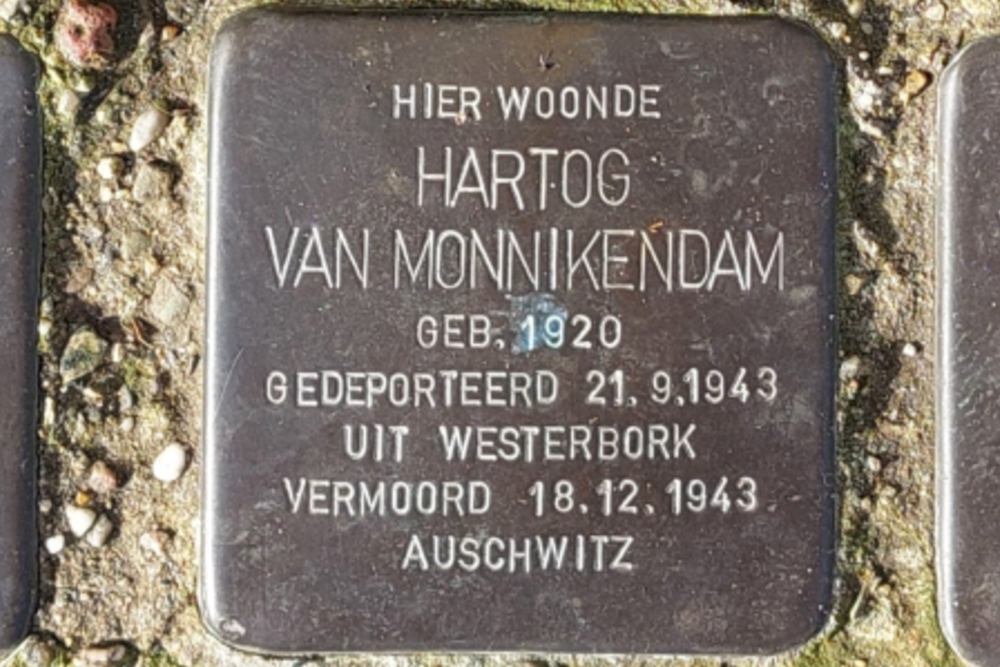 HIER WOONDE
HARTOG
VAN MONNIKENDAM
GEB. 1920
GEDEPORTEERD 21.9.1943
UIT WESTERBORK
VERMOORD 18.12.1943
AUSCHWITZ